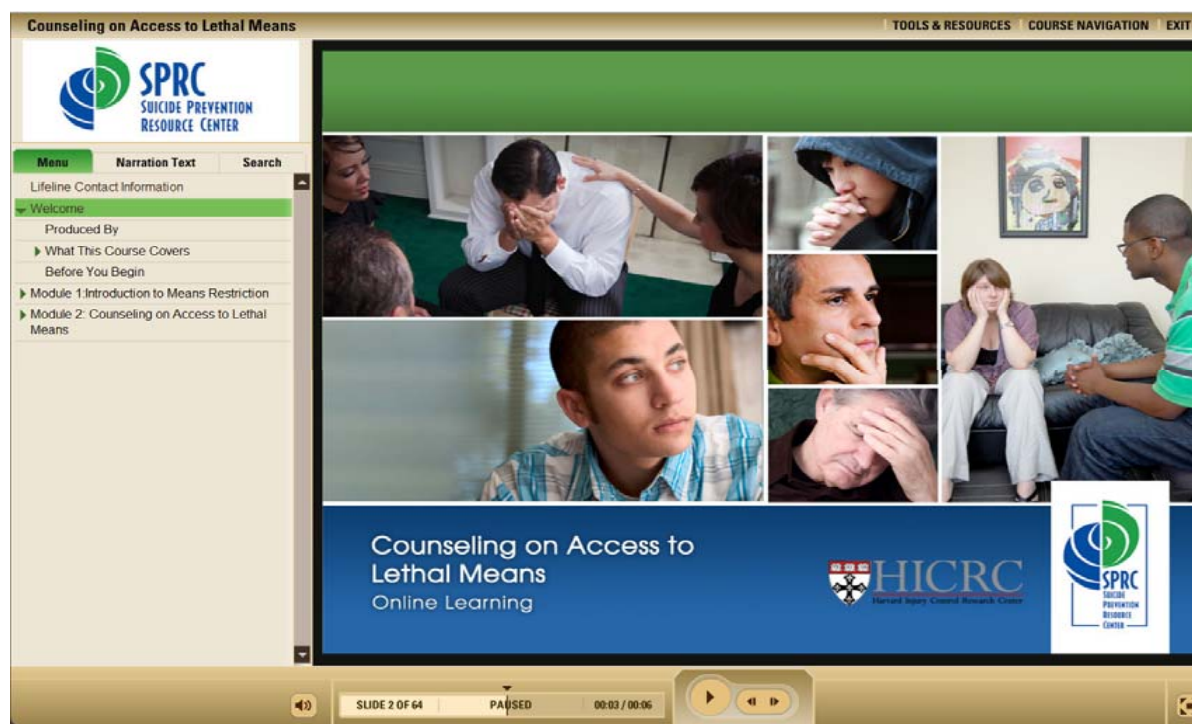 Counseling on Access to Lethal Means
TOOLS & RESOURCES COURSE NAVIGATION EXIT
SPRC
SUICIDE PREVENTION
RESOURCE CENTER
Menu Narration Text Search
Lifeline Contact Information
Welcome
Produced By
What This Course Covers
Before You Begin
Module 1:Introduction to Means Restriction
Module 2: Counseling on Access to Lethal
Means
Counseling on Access to
Lethal Means
Online Learning
HICRC
Harvard Injury Control Research Center
SPRC
SUICIDE
PREVENTION
RESOURCE
CENTER
SLIDE 2 OF 64 PAUSED 00:03 / 00:06